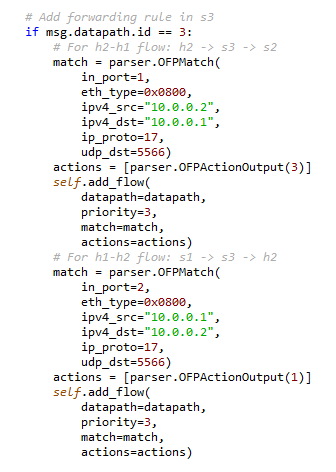 # Add forwarding rule in s3
if msg.datapath.id == 3:
# For h2-h1 flow: h2 -> s3 -> s2
match = parser.OFPMatch(
in_port=1,
eth_type=0x0800,
ipv4_src="10.0.0.2",
ipv4_dst="10.0.0.1",
ip_proto=17,
udp_dst=5566)
actions = [parser.OFPActionOutput(3)]
self.add_flow(
datapath=datapath,
priority=3,
match=match,
actions=actions)
# For h1-h2 flow: s1 -> s3 -> h2
match = parser.OFPMatch(
in_port=2,
eth_type=0x0800,
ipv4_src="10.0.0.1",
ipv4_dst="10.0.0.2",
ip_proto=17,
udp_dst=5566)
actions = [parser.OFPActionOutput(1)]
self.add_flow(
datapath=datapath,
priority=3,
match=match,
actions=actions)